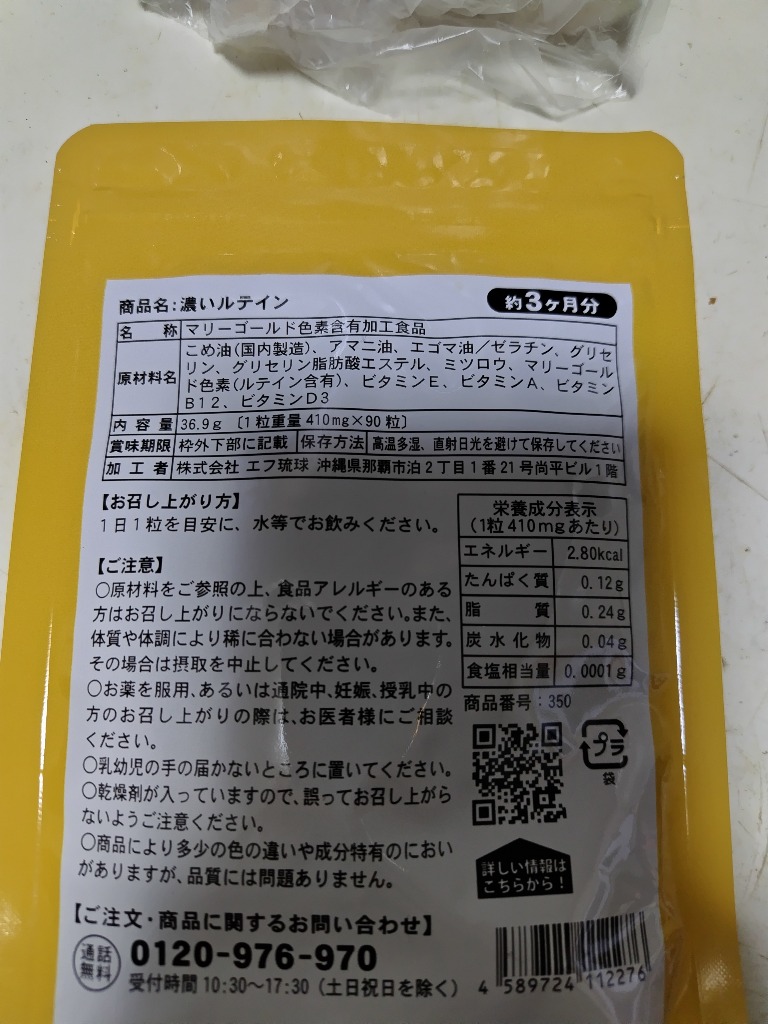 商品名:濃いルテイン
約3ヶ月分
名 称 マリーゴールド色素含有加工食品
原材料名 こめ油(国内製造)、アマニ油、エゴマ油/ゼラチン、グリセ
リン、グリセリン脂肪酸エステル、ミツロウ、マリーゴール
ド色素(ルテイン含有)、ビタミンE、ビタミンA、ビタミン
B12、ビタミンD3
内 容 量 36.9g 〔1粒重量 410mg×90粒〕
賞味期限 枠外下部に記載 保存方法 高温多湿、直射日光を避けて保存してください
加 工 者 株式会社 エフ琉球 沖縄県那覇市泊2丁目1番21号尚平ビル1階
【お召し上がり方】
1日1粒を目安に、水等でお飲みください。
【ご注意】
○原材料をご参照の上、食品アレルギーのある
方はお召し上がりにならないでください。また、
体質や体調により稀に合わない場合があります。
その場合は摂取を中止してください。
○お薬を服用、あるいは通院中、妊娠、授乳中の
方のお召し上がりの際は、お医者様にご相談
ください。
○乳幼児の手の届かないところに置いてください。
○乾燥剤が入っていますので、誤ってお召し上がら
ないようご注意ください。
○商品により多少の色の違いや成分特有のにおい
がありますが、品質には問題ありません。
栄養成分表示
(1粒410mgあたり)
エネルギー 2.80kcal
たんぱく質 0.12g
脂 質 0.24g
炭水化物 0.04g
食塩相当量 0.0001g
商品番号:350
プラ
袋
詳しい情報は
こちらから!
【ご注文・商品に関するお問い合わせ】
通話
無料
0120-976-970
受付時間 10:30~17:30(土日祝日を除く)
4 589724 112276